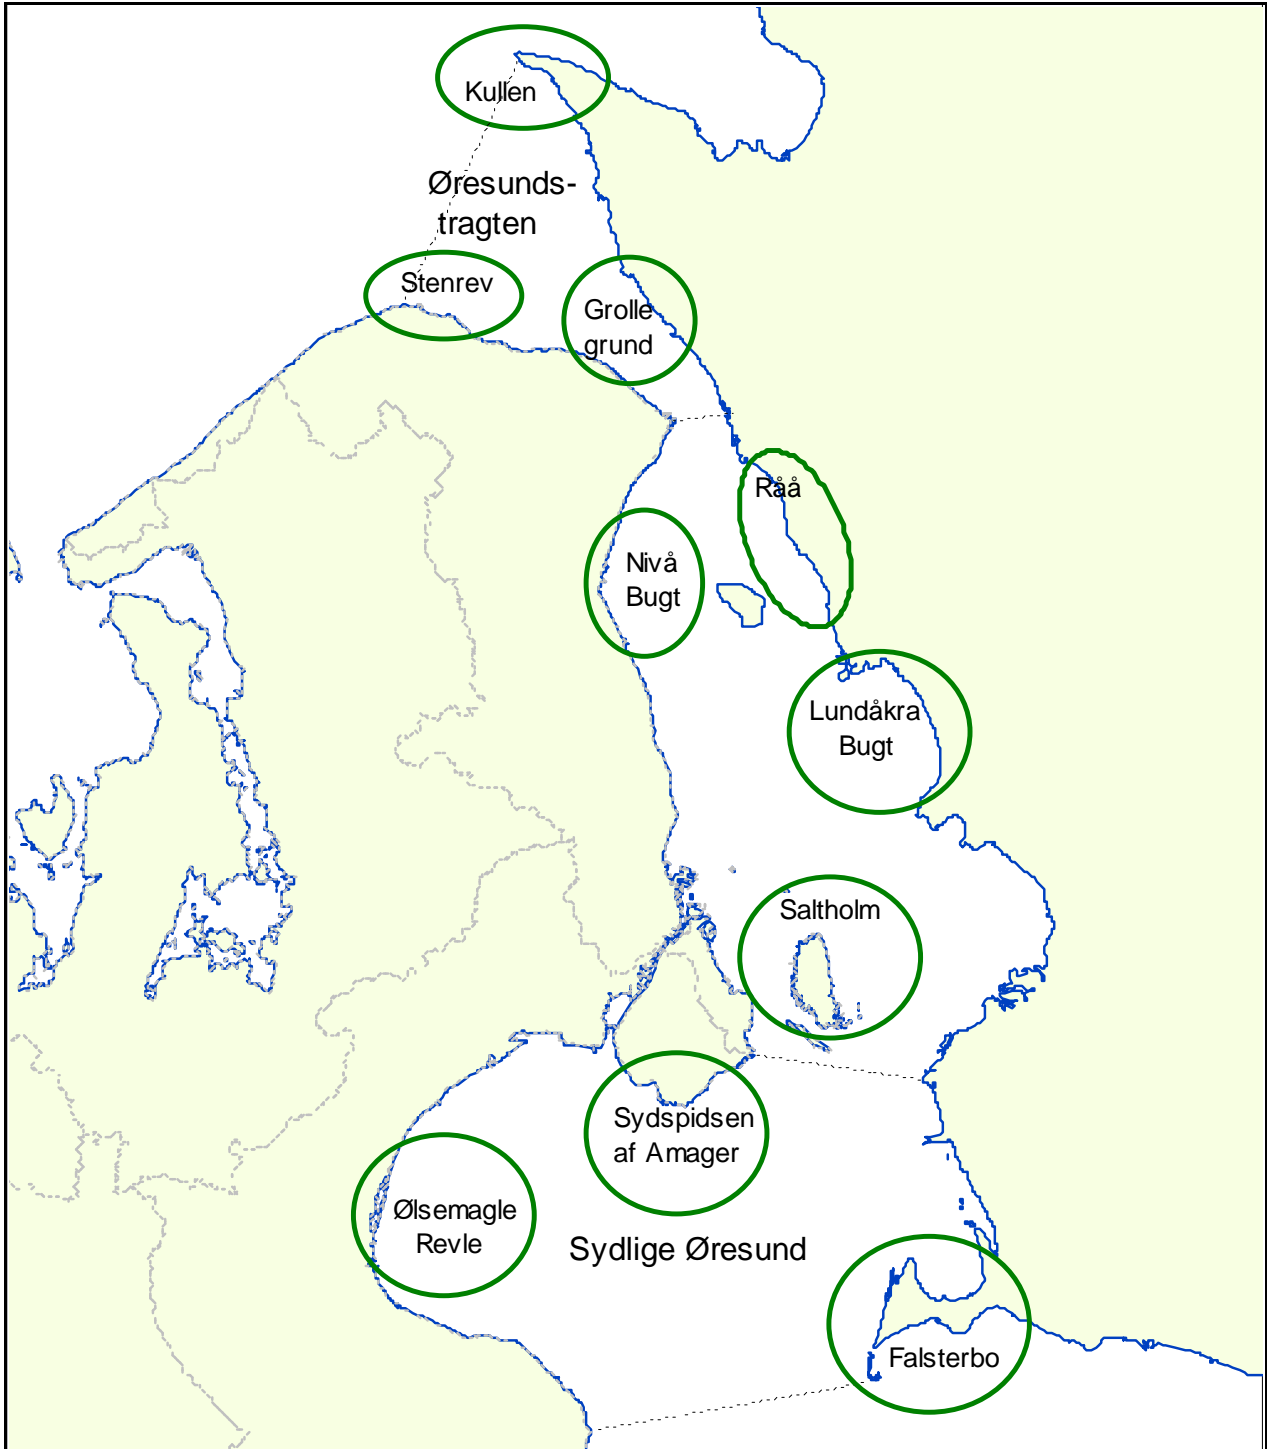 Kullen
Øresunds-
tragten
Stenrev
Grolle
grund
Råå
Nivå
Bugt
Lundåkra
Bugt
Saltholm
Sydspidsen
af Amager
Ølsemagle
Revle
Sydlige Øresund
Falsterbo